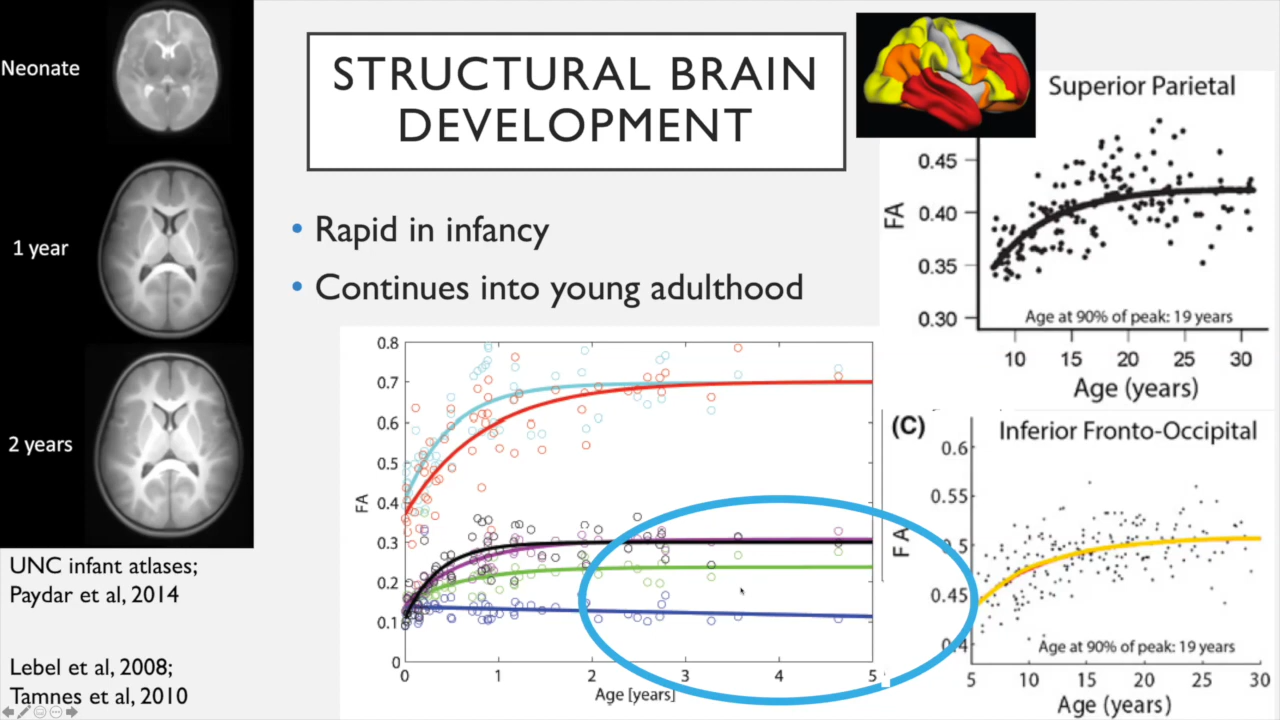 Neonate
1 year
2 years
UNC infant atlases;
Paydar et al, 2014
Lebel et al, 2008;
Tamnes et al, 2010
STRUCTURAL BRAIN
DEVELOPMENT
• Rapid in infancy
• Continues into young adulthood
0.8
0.7
0.6
0.5
0.4
0.3
0.2
0.1
0
FA
0 1 2 3 4 5
Age [years]
Superior Parietal
0.45
0.40
0.35
0.30
FA
Age at 90% of peak: 19 years
10 15 20 25 30
Age (years)
(C)
Inferior Fronto-Occipital
0.6
0.55
0.5
0.45
0.4
FA
Age at 90% of peak: 19 years
5 10 15 20 25 30
Age (years)